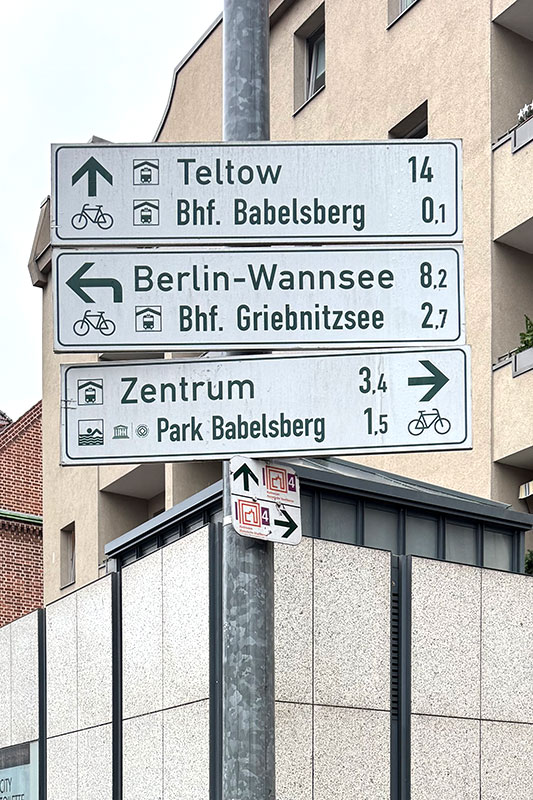 Teltow 14
Bhf. Babelsberg 0,1
Berlin-Wannsee 8,2
Bhf. Griebnitzsee 2,7
Zentrum 3,4
Park Babelsberg 1,5
4
4
CITY